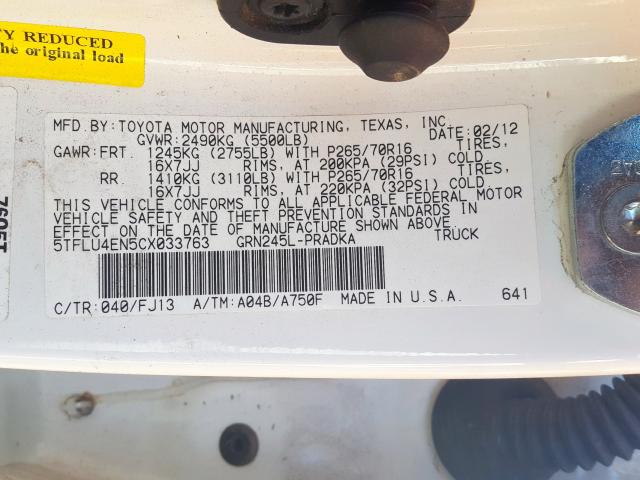 TY REDUCED
the original load
MFD.BY:TOYOTA MOTOR MANUFACTURING, TEXAS, INC.
GVWR:2490KG (5500LB) DATE:02/12
GAWR:FRT. 1245KG (2755LB) WITH P265/70R16 TIRES,
16X7JJ RIMS, AT 200KPA (29PSI) COLD
RR. 1410KG (3110LB) WITH P265/70R16 TIRES,
16X7JJ RIMS, AT 220KPA (32PSI) COLD
THIS VEHICLE CONFORMS TO ALL APPLICABLE FEDERAL MOTOR
VEHICLE SAFETY AND THEFT PREVENTION STANDARDS IN
EFFECT ON THE DATE OF MANUFACTURE SHOWN ABOVE.
5TFLU4EN5CX033763 GRN245L-PRADKA TRUCK
C/TR:040/FJ13 A/TM:A04B/A750F MADE IN U.S.A. 641
7605T